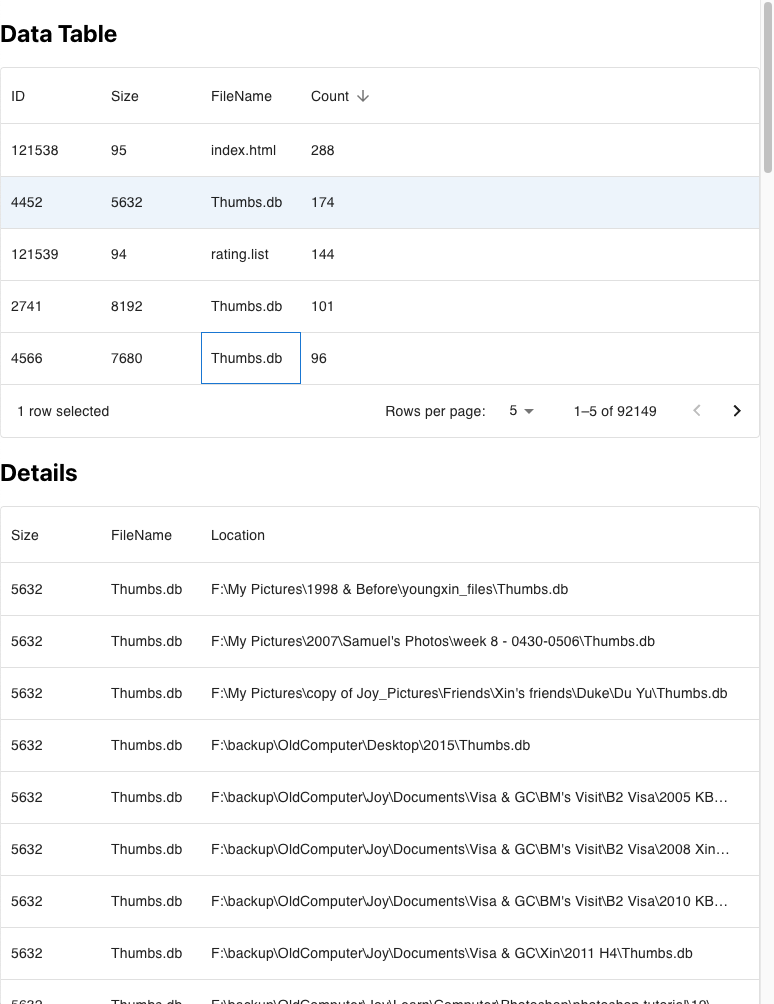 Data Table
ID Size FileName Count
121538 95 index.html 288
4452 5632 Thumbs.db 174
121539 94 rating.list 144
2741 8192 Thumbs.db 101
4566 7680 Thumbs.db 96
1 row selected Rows per page: 5 1–5 of 92149
Details
Size FileName Location
5632 Thumbs.db F:\My Pictures\1998 & Before\youngxin_files\Thumbs.db
5632 Thumbs.db F:\My Pictures\2007\Samuel's Photos\week 8 - 0430-0506\Thumbs.db
5632 Thumbs.db F:\My Pictures\copy of Joy_Pictures\Friends\Xin's friends\Duke\Du Yu\Thumbs.db
5632 Thumbs.db F:\backup\OldComputer\Desktop\2015\Thumbs.db
5632 Thumbs.db F:\backup\OldComputer\Joy\Documents\Visa & GC\BM's Visit\B2 Visa\2005 KB...
5632 Thumbs.db F:\backup\OldComputer\Joy\Documents\Visa & GC\BM's Visit\B2 Visa\2008 Xin...
5632 Thumbs.db F:\backup\OldComputer\Joy\Documents\Visa & GC\BM's Visit\B2 Visa\2010 KB...
5632 Thumbs.db F:\backup\OldComputer\Joy\Documents\Visa & GC\Xin\2011 H4\Thumbs.db